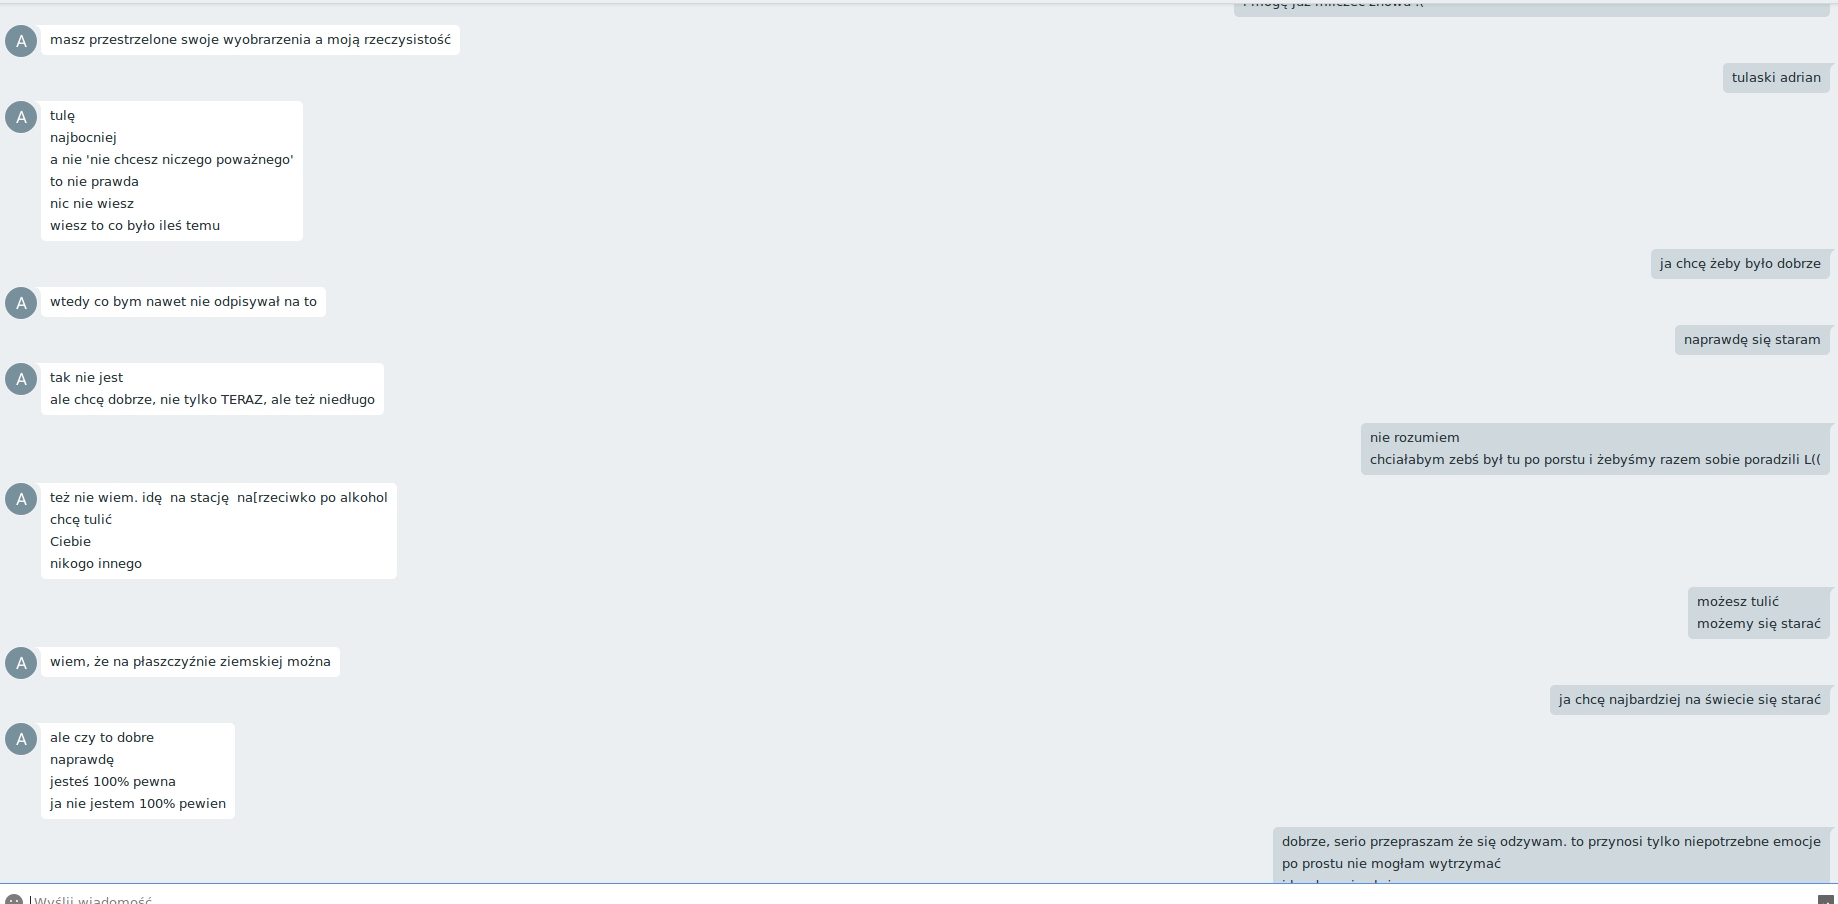 A
masz przestrzelone swoje wyobrarzenia a moją rzeczysistość
tulaski adrian
A
tulę
najbocniej
a nie 'nie chcesz niczego poważnego'
to nie prawda
nic nie wiesz
wiesz to co było ileś temu
ja chcę żeby było dobrze
A
wtedy co bym nawet nie odpisywał na to
naprawdę się staram
A
tak nie jest
ale chcę dobrze, nie tylko TERAZ, ale też niedługo
nie rozumiem
chciałabym zebś był tu po porstu i żebyśmy razem sobie poradzili L((
A
też nie wiem. idę  na stację  na[rzeciwko po alkohol
chcę tulić
Ciebie
nikogo innego
możesz tulić
możemy się starać
A
wiem, że na płaszczyźnie ziemskiej można
ja chcę najbardziej na świecie się starać
A
ale czy to dobre
naprawdę
jesteś 100% pewna
ja nie jestem 100% pewien
dobrze, serio przepraszam że się odzywam. to przynosi tylko niepotrzebne emocje
po prostu nie mogłam wytrzymać
Wyślij wiadomość